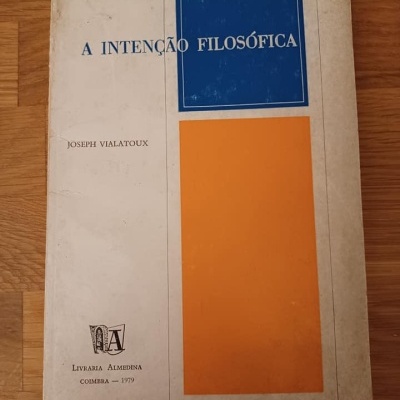 A INTENÇÃO FILOSÓFICA
JOSEPH VIALATOUX
A
LIVRARIA ALMEDINA
COIMBRA — 1979